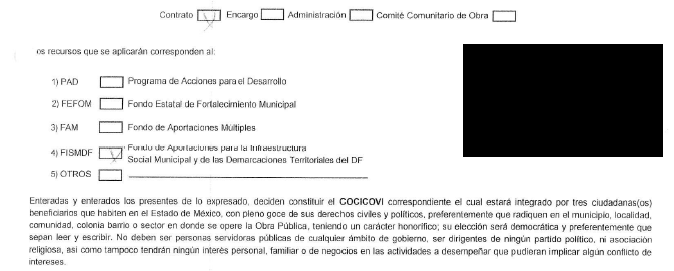 Contrato Encargo Administración Comité Comunitario de Obra
os recursos que se aplicarán corresponden al:
1) PAD Programa de Acciones para el Desarrollo
2) FEFOM Fondo Estatal de Fortalecimiento Municipal
3) FAM Fondo de Aportaciones Múltiples
4) FISMDF Fondo de Aportaciones para la Infraestructura
Social Municipal y de las Demarcaciones Territoriales del DF
5) OTROS
Enteradas y enterados los presentes de lo expresado, deciden constituir el COCICOVI correspondiente el cual estará integrado por tres ciudadanas(os)
beneficiarios que habiten en el Estado de México, con pleno goce de sus derechos civiles y políticos, preferentemente que radiquen en el municipio, localidad,
comunidad, colonia barrio o sector en donde se opere la Obra Pública, teniendo un carácter honorífico; su elección será democrática y preferentemente que
sepan leer y escribir. No deben ser personas servidoras públicas de cualquier ámbito de gobierno, ser dirigentes de ningún partido político, ni asociación
religiosa, así como tampoco tendrán ningún interés personal, familiar o de negocios en las actividades a desempeñar que pudieran implicar algún conflicto de
intereses.